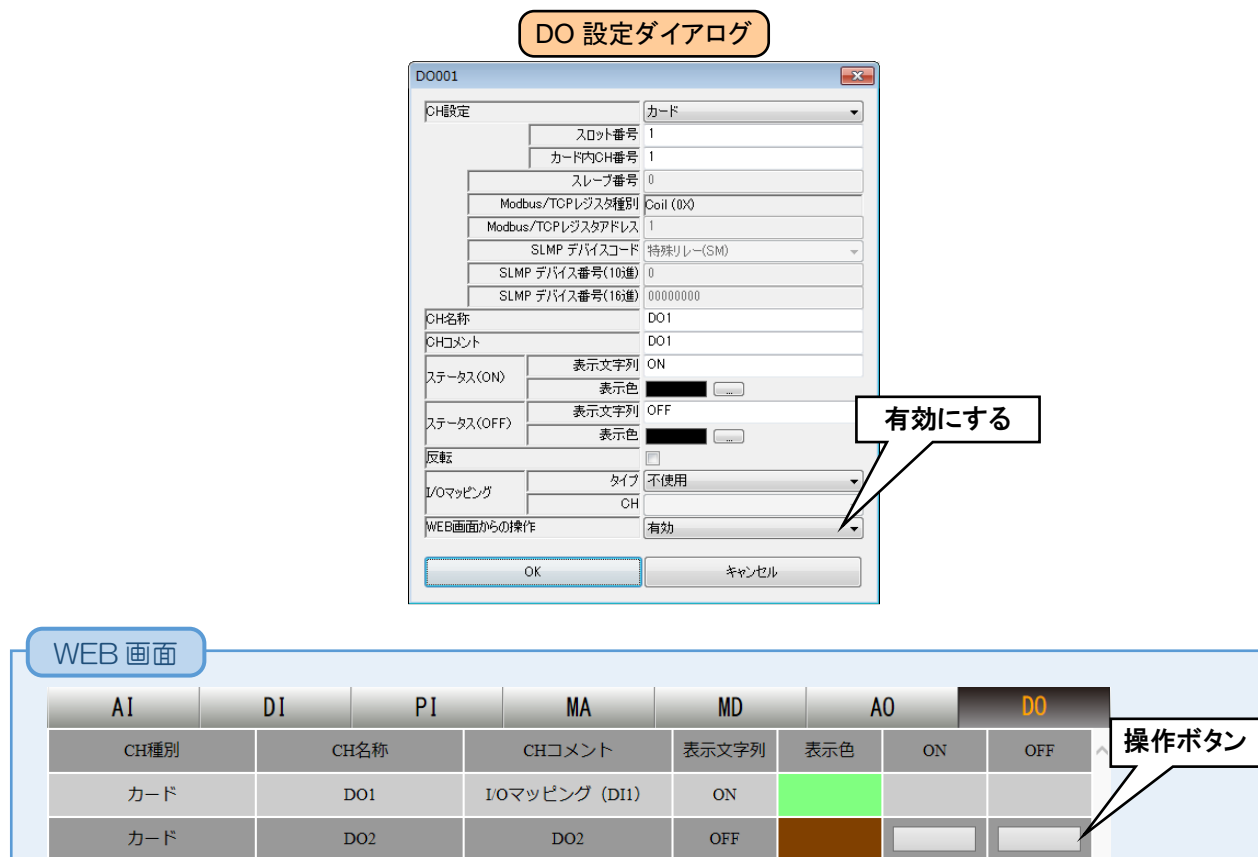 DO 設定ダイアログ
DO001
CH設定 カード
スロット番号 1
カード内CH番号 1
スレーブ番号 0
Modbus/TCPレジスタ種別 Coil (0X)
Modbus/TCPレジスタアドレス 1
SLMP デバイスコード 特殊リレー(SM)
SLMP デバイス番号(10進) 0
SLMP デバイス番号(16進) 00000000
CH名称 DO1
CHコメント DO1
ステータス(ON) 表示文字列 ON
表示色 ...
ステータス(OFF) 表示文字列 OFF
表示色 ...
有効にする
反転
I/Oマッピング タイプ 不使用
CH
WEB画面からの操作 有効
OK キャンセル
WEB 画面
AI DI PI MA MD AO DO
CH種別 CH名称 CHコメント 表示文字列 表示色 ON OFF
操作ボタン
カード DO1 I/Oマッピング（DI1） ON
カード DO2 DO2 OFF